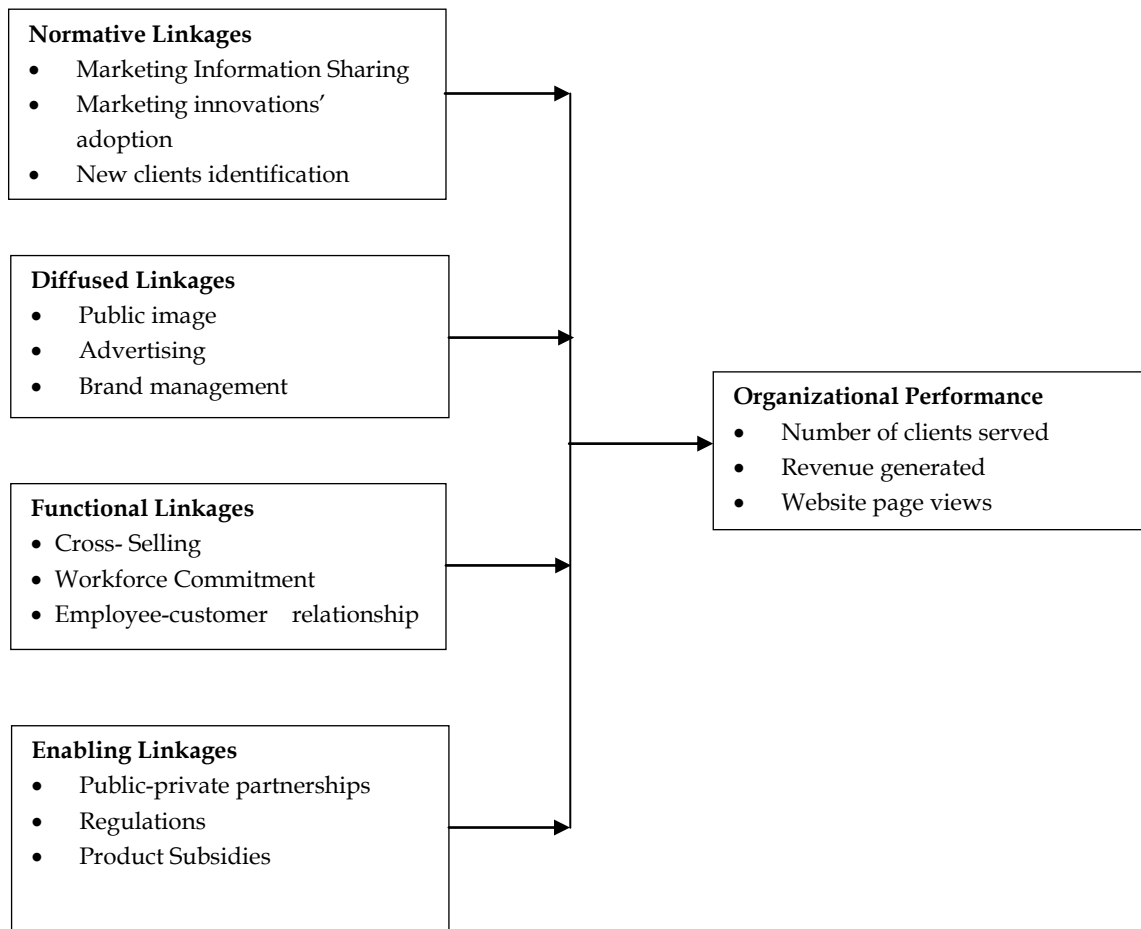 Normative Linkages
• Marketing Information Sharing
• Marketing innovations’
adoption
• New clients identification
Diffused Linkages
• Public image
• Advertising
• Brand management
Organizational Performance
• Number of clients served
• Revenue generated
• Website page views
Functional Linkages
• Cross- Selling
• Workforce Commitment
• Employee-customer relationship
Enabling Linkages
• Public-private partnerships
• Regulations
• Product Subsidies